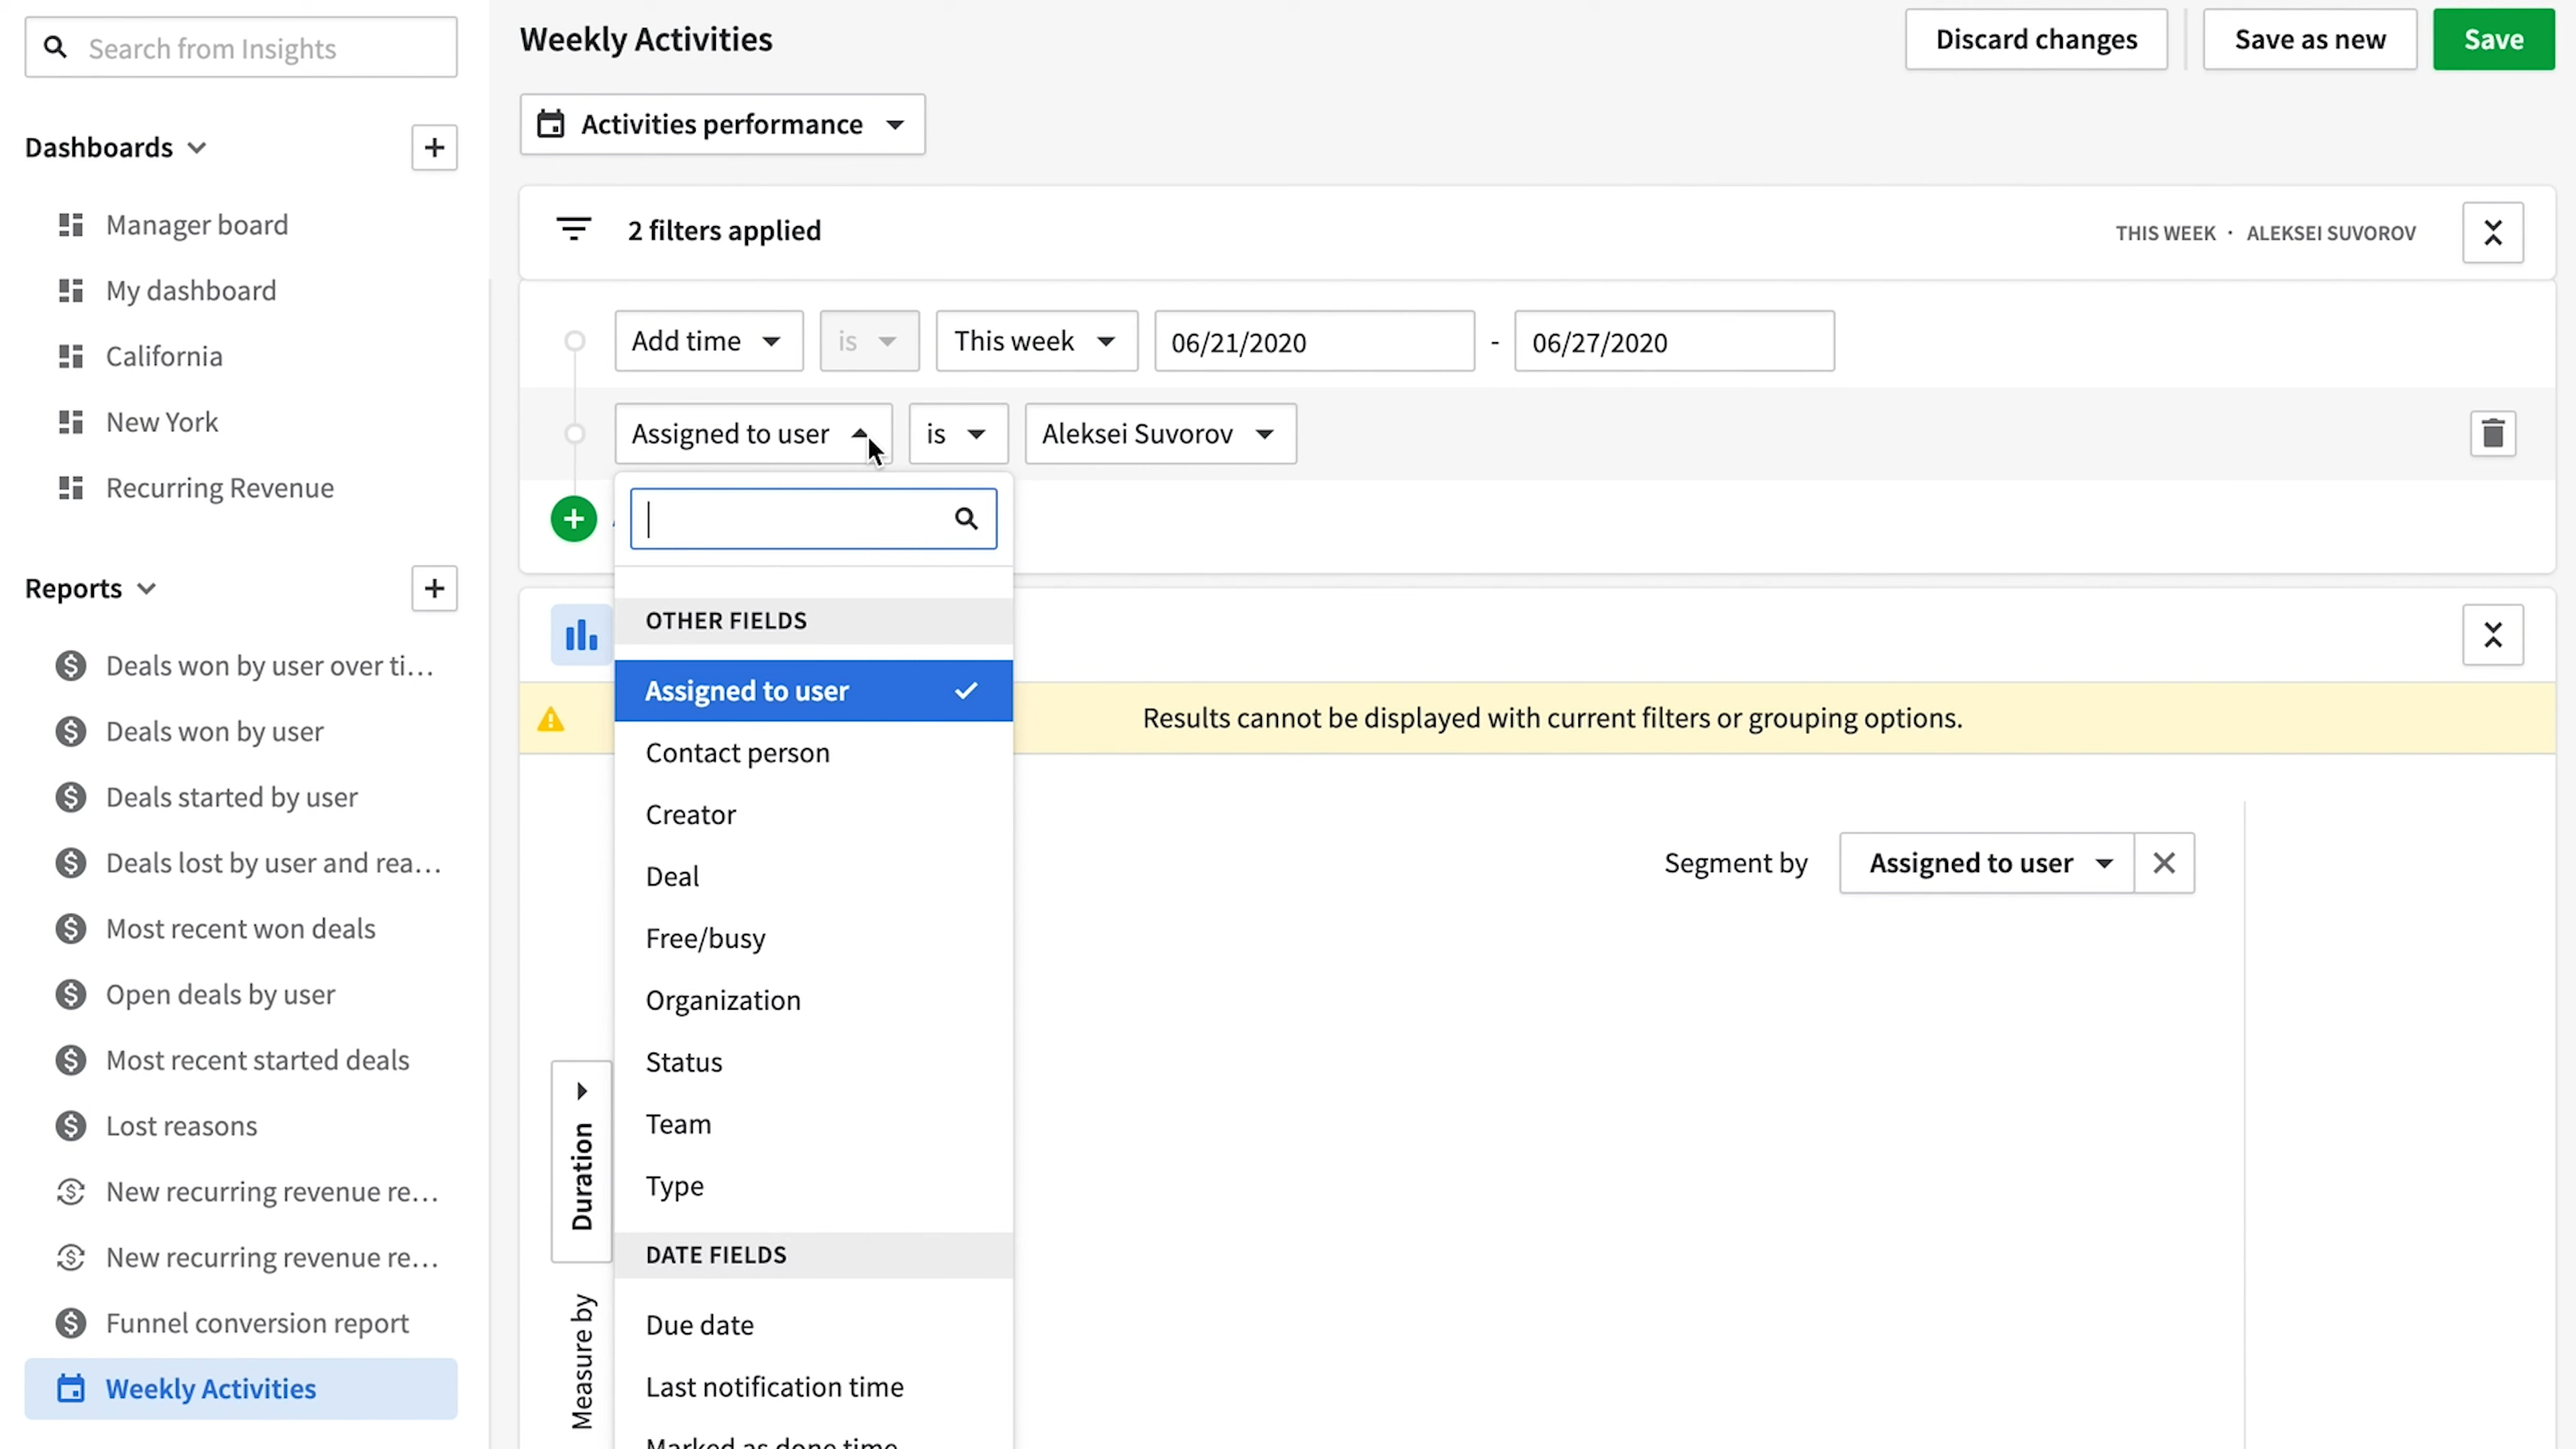 Search from Insights
Dashboards
Manager board
My dashboard
California
New York
Recurring Revenue
Reports
Deals won by user over ti…
Deals won by user
Deals started by user
Deals lost by user and rea…
Most recent won deals
Open deals by user
Most recent started deals
Lost reasons
New recurring revenue re…
New recurring revenue re…
Funnel conversion report
Weekly Activities
Weekly Activities
Discard changes
Save as new
Save
Activities performance
2 filters applied
THIS WEEK · ALEKSEI SUVOROV
Add time is This week 06/21/2020 - 06/27/2020
Assigned to user is Aleksei Suvorov
OTHER FIELDS
Assigned to user
Contact person
Creator
Deal
Free/busy
Organization
Status
Team
Type
DATE FIELDS
Due date
Last notification time
Marked as done time
Results cannot be displayed with current filters or grouping options.
Segment by Assigned to user
Duration
Measure by